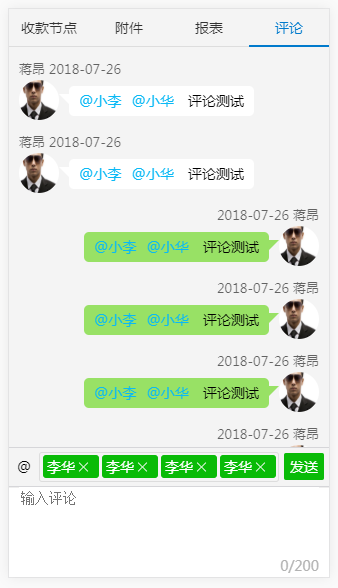 收款节点 附件 报表 评论
蒋昂 2018-07-26
@小李 @小华 评论测试
蒋昂 2018-07-26
@小李 @小华 评论测试
2018-07-26 蒋昂
@小李 @小华 评论测试
2018-07-26 蒋昂
@小李 @小华 评论测试
2018-07-26 蒋昂
@小李 @小华 评论测试
2018-07-26 蒋昂
@ 李华× 李华× 李华× 李华× 发送
输入评论
0/200